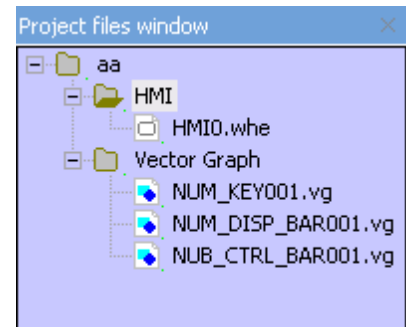 Project files window
aa
HMI
HMI0.whe
Vector Graph
NUM_KEY001.vg
NUM_DISP_BAR001.vg
NUB_CTRL_BAR001.vg